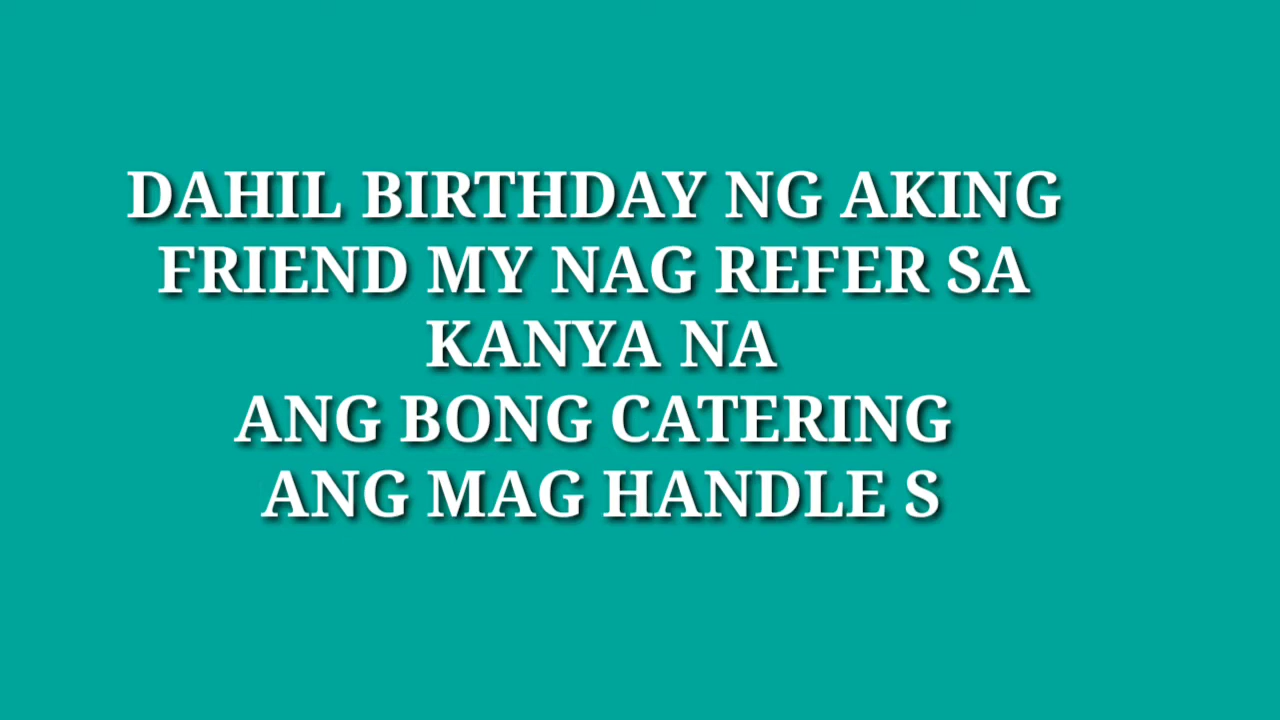 DAHIL BIRTHDAY NG AKING
FRIEND MY NAG REFER SA
KANYA NA
ANG BONG CATERING
ANG MAG HANDLE S